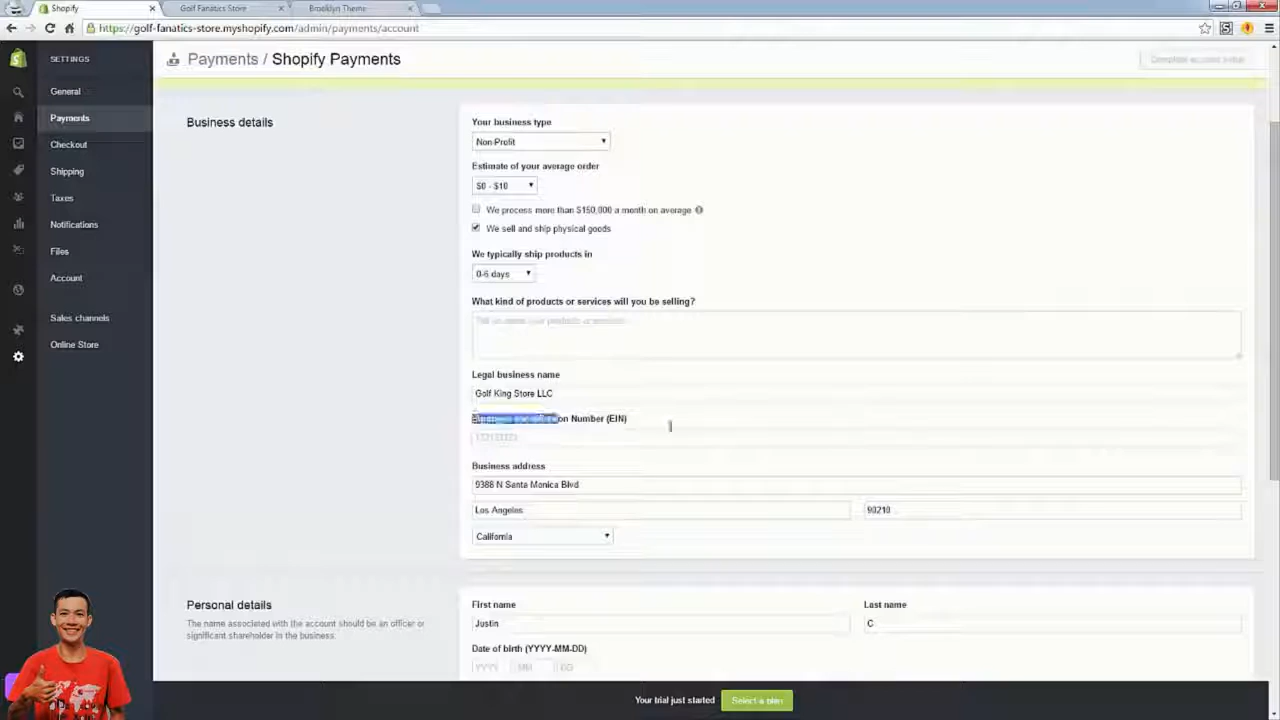 Shopify
Golf Fanatics Store
Brooklyn Theme
https://golf-fanatics-store.myshopify.com/admin/payments/account
SETTINGS
Payments / Shopify Payments
Complete account setup
General
Payments
Checkout
Shipping
Taxes
Notifications
Files
Account
Sales channels
Online Store
Business details
Your business type
Non-Profit
Estimate of your average order
$0 - $10
We process more than $150,000 a month on average
We sell and ship physical goods
We typically ship products in
0-6 days
What kind of products or services will you be selling?
Legal business name
Golf King Store LLC
on Number (EIN)
Business address
9388 N Santa Monica Blvd
Los Angeles
90210
California
Personal details
The name associated with the account should be an officer or
significant shareholder in the business.
First name
Justin
Last name
C
Date of birth (YYYY-MM-DD)
YYYY
MM
DD
Your trial just started
Select a plan